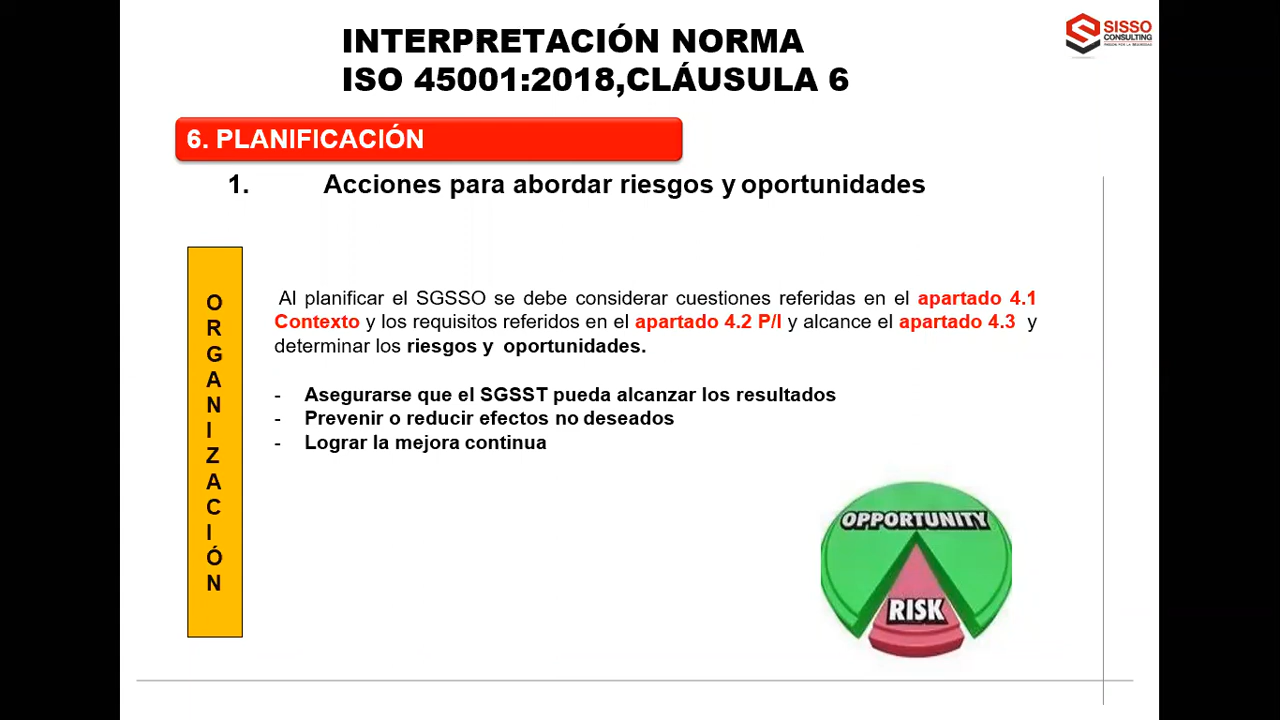 INTERPRETACIÓN NORMA
ISO 45001:2018,CLÁUSULA 6
SISSO
CONSULTING
6. PLANIFICACIÓN
1. Acciones para abordar riesgos y oportunidades
ORGANIZACIÓN
Al planificar el SGSSO se debe considerar cuestiones referidas en el apartado 4.1
Contexto y los requisitos referidos en el apartado 4.2 P/I y alcance el apartado 4.3 y
determinar los riesgos y oportunidades.
- Asegurarse que el SGSST pueda alcanzar los resultados
- Prevenir o reducir efectos no deseados
- Lograr la mejora continua
OPPORTUNITY
RISK